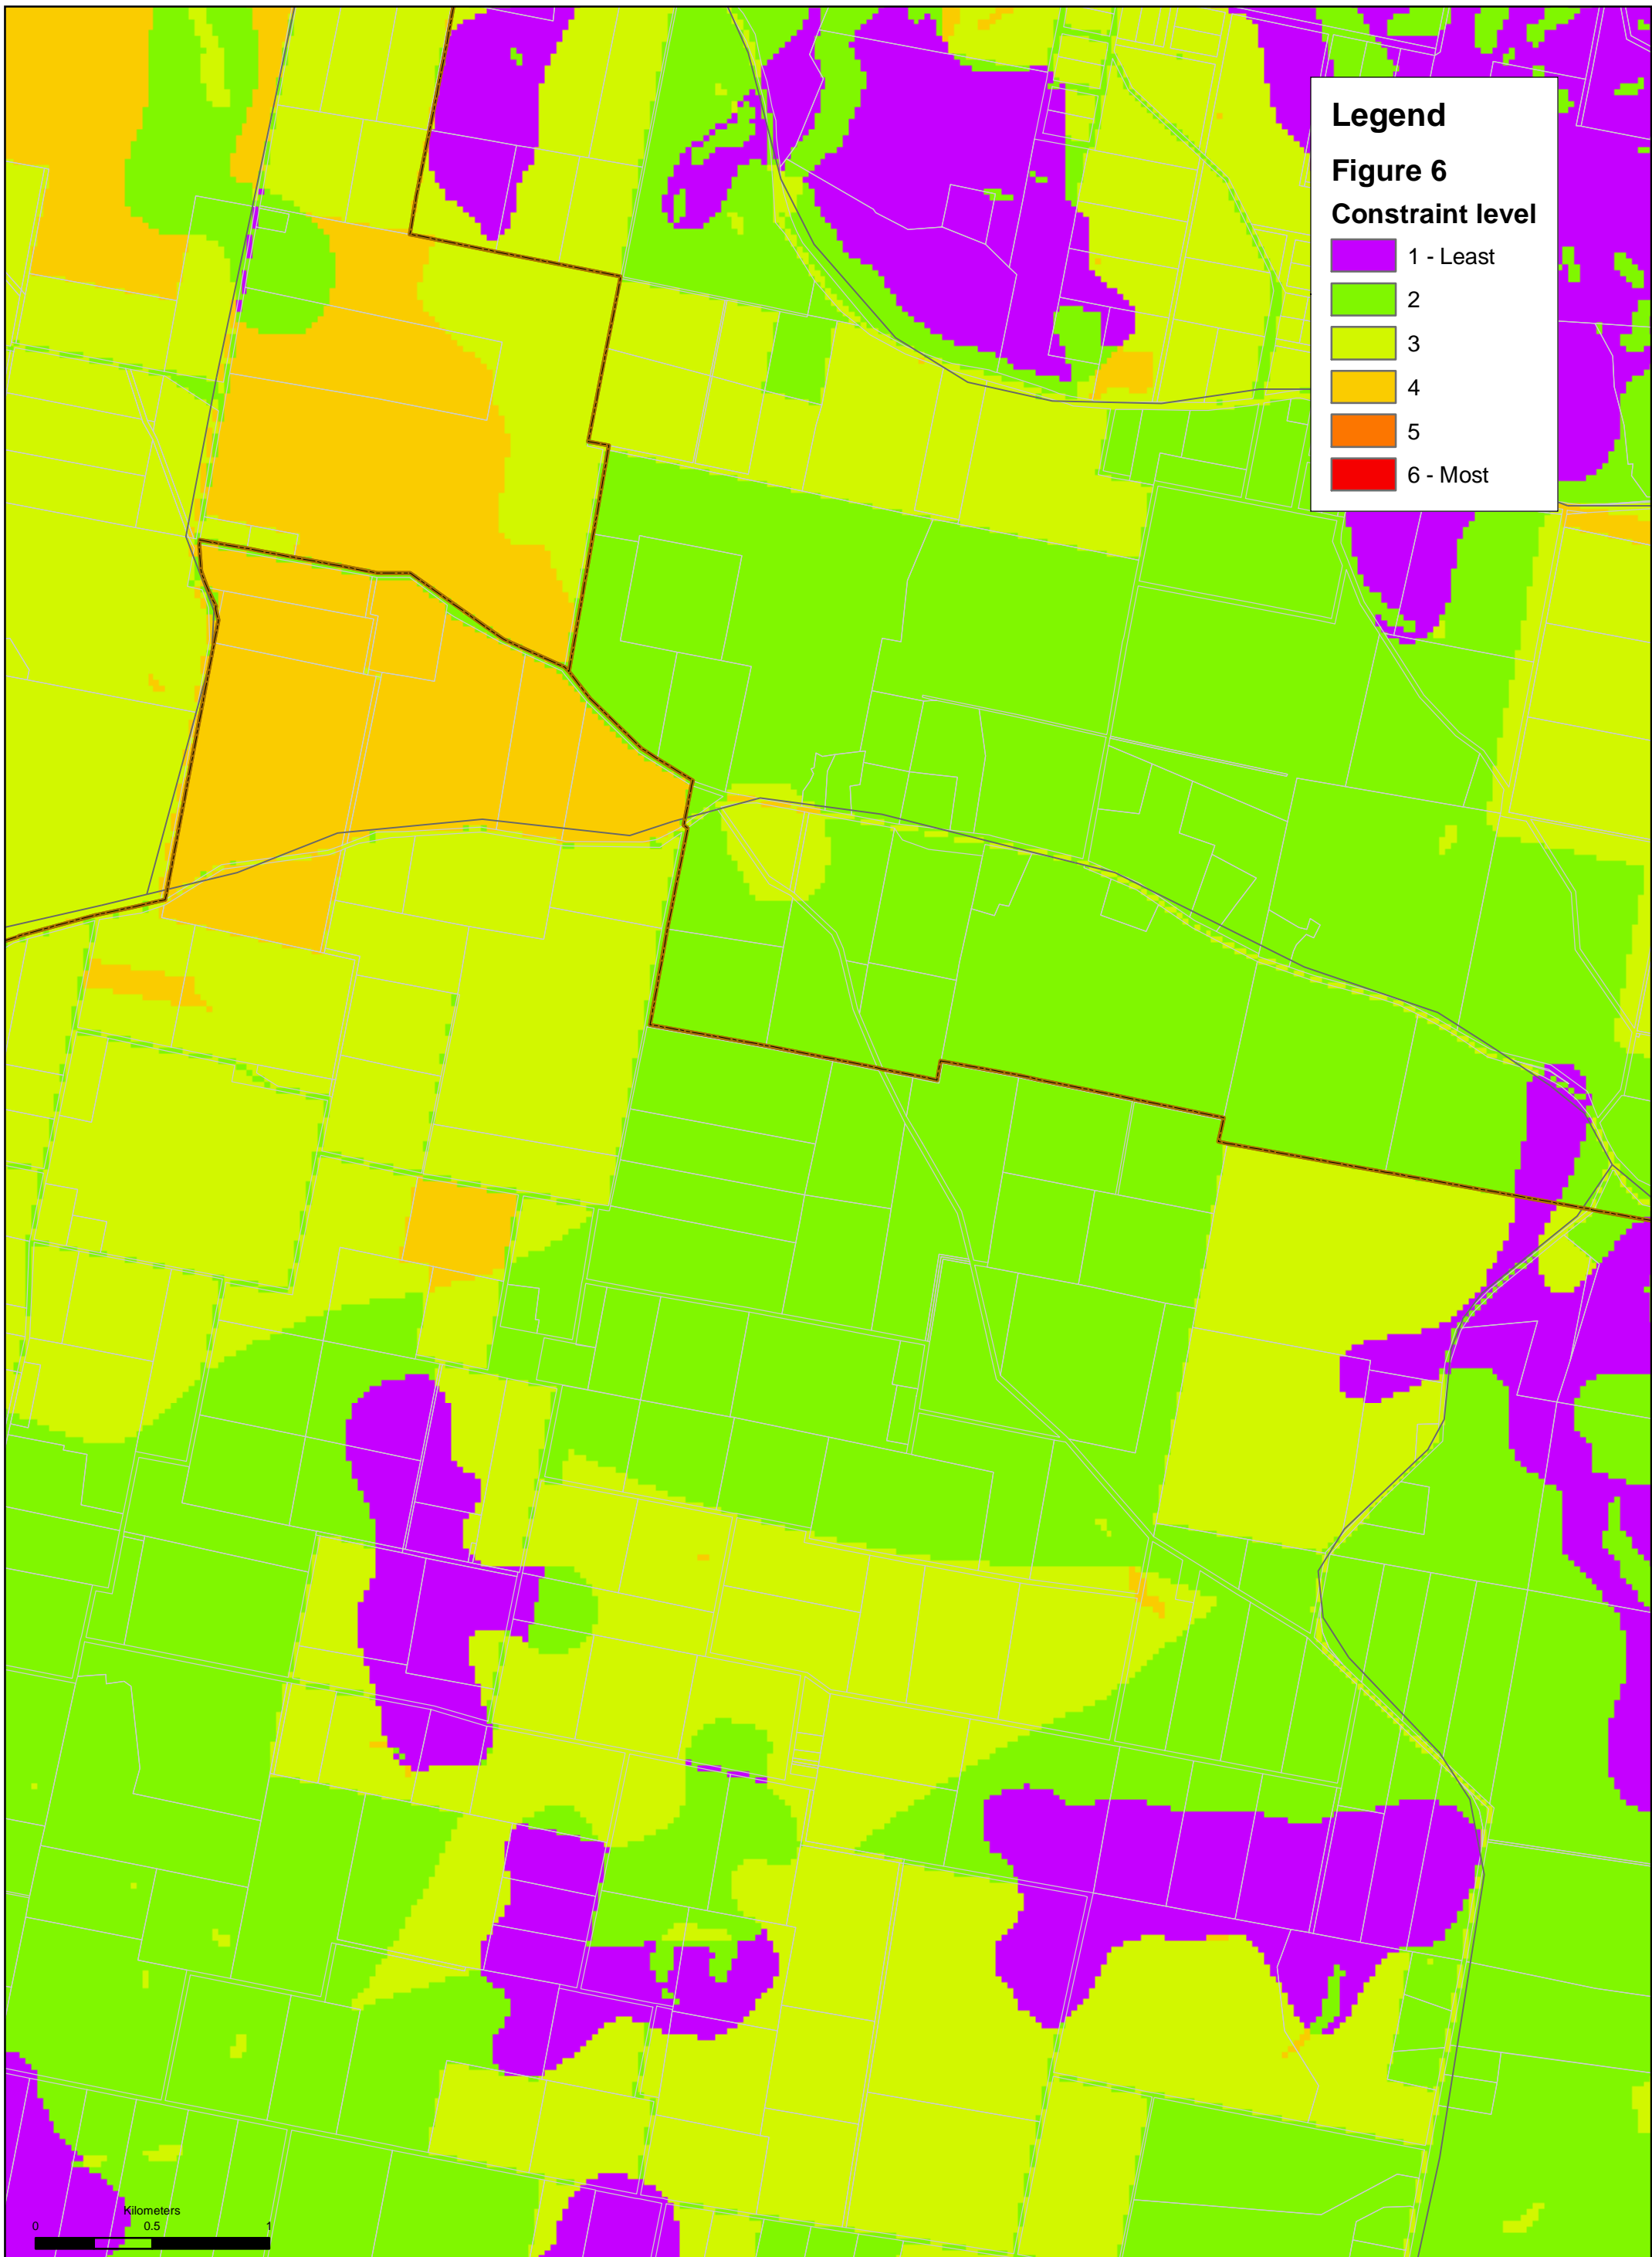 Legend
Figure 6
Constraint level
1 - Least
2
3
4
5
6 - Most
Kilometers
0 0.5 1